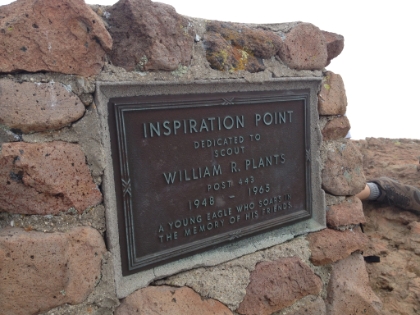 INSPIRATION POINT
DEDICATED TO
SCOUT
WILLIAM R. PLANTS
POST 443
1948 – 1965
A YOUNG EAGLE WHO SOARS IN
THE MEMORY OF HIS FRIENDS